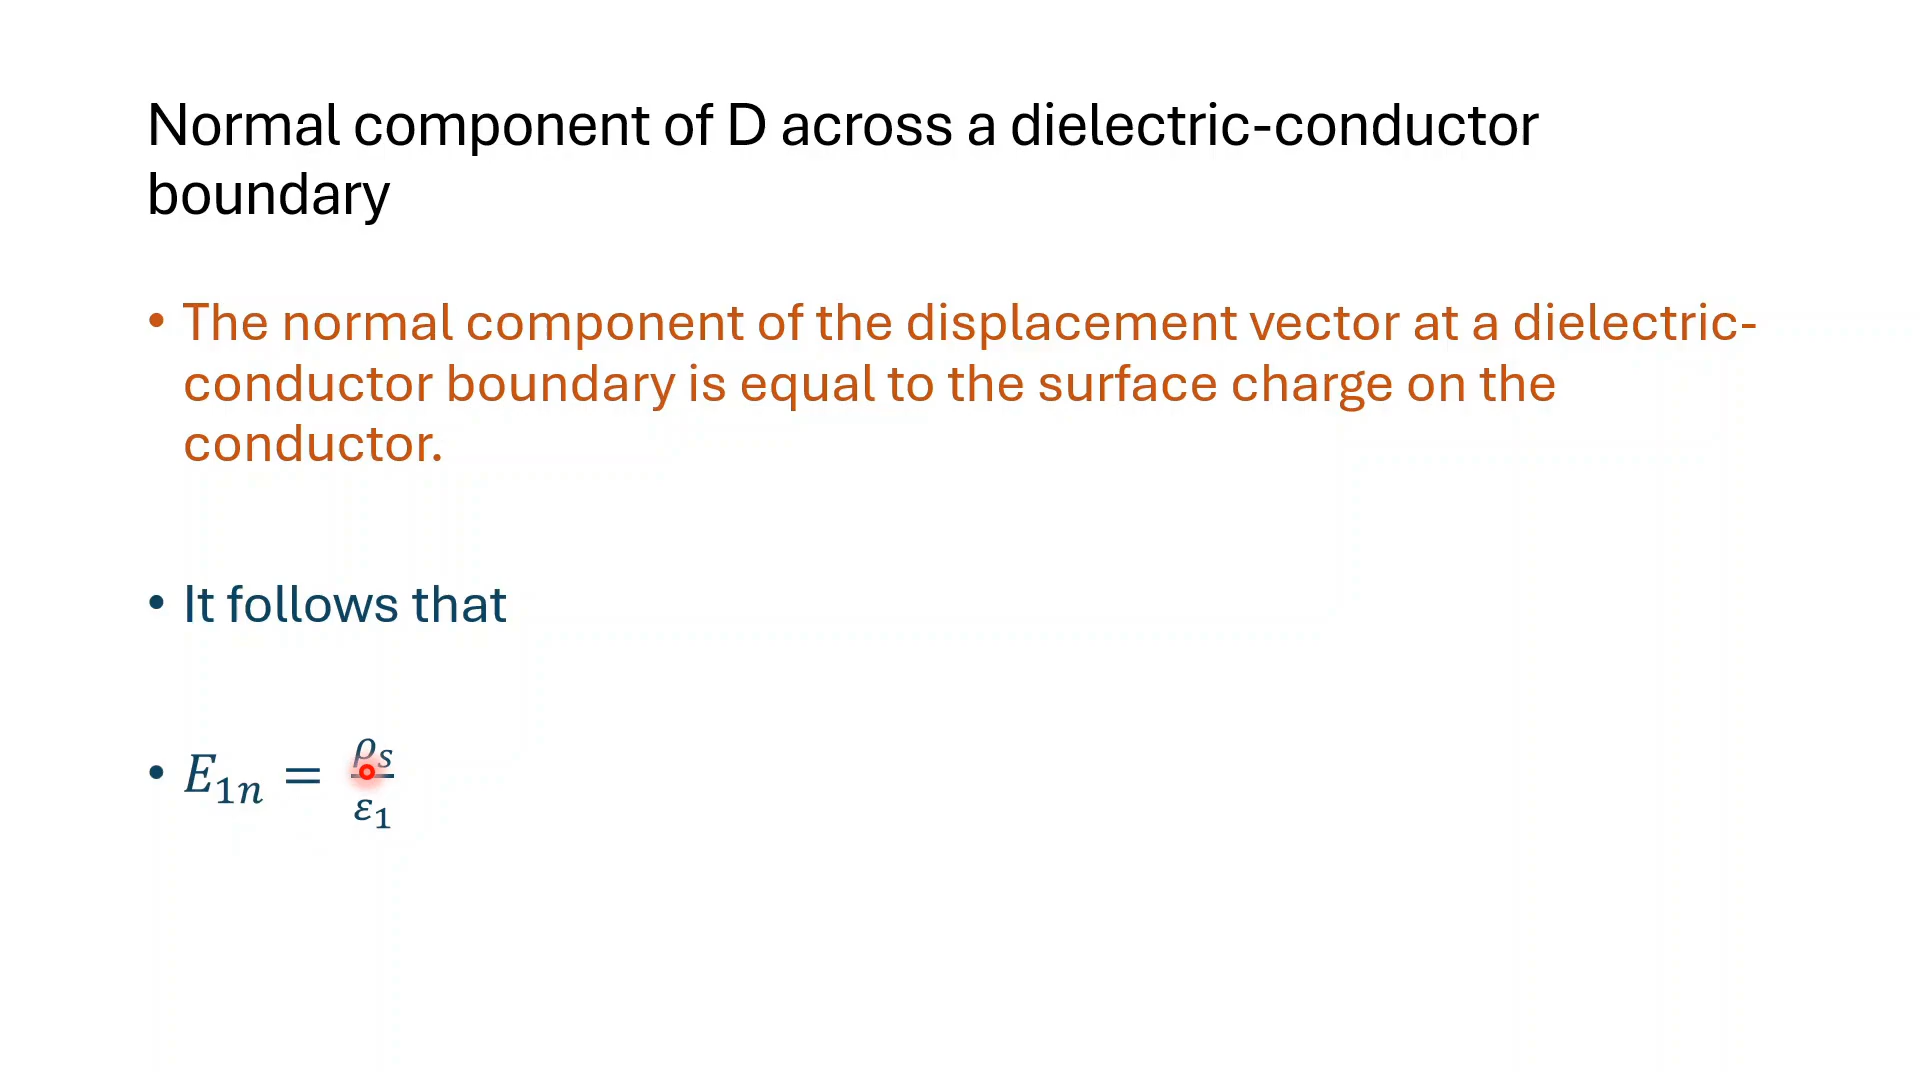 Normal component of D across a dielectric-conductor
boundary
• The normal component of the displacement vector at a dielectric-
conductor boundary is equal to the surface charge on the
conductor.
• It follows that
• E₁ₙ = ρₛ/ε₁